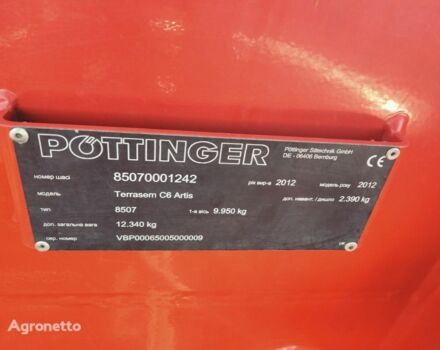 PÖTTINGER
Pöttinger Sätechnik GmbH
DE - 06406 Bernburg
CE
номер шасі 85070001242 рік вир-а 2012 модель року 2012
модель Terrasem C6 Artis доп. навант. / дишло 2.390 kg
тип 8507 1-а вісь 9.950 kg
доп. загальна вага 12.340 kg
сер. номер VBP00065005000009
Agronetto